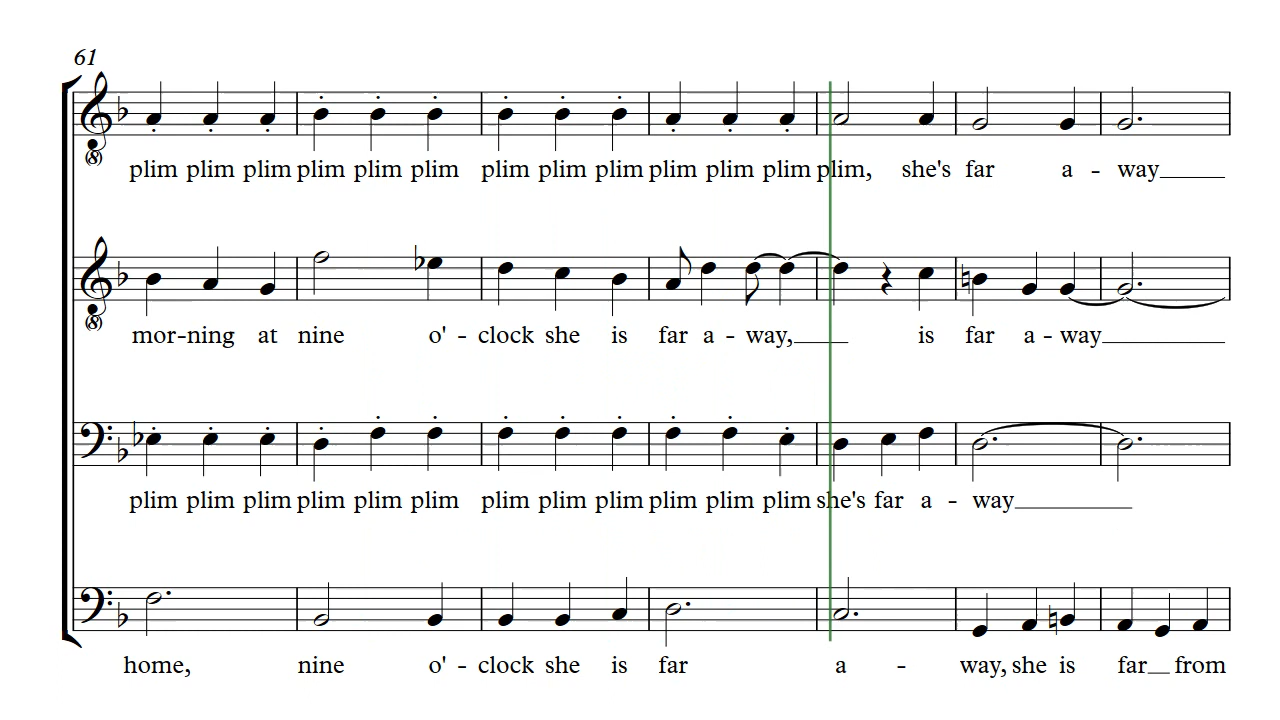 61
plim plim plim plim plim plim plim plim plim plim plim plim plim, she's far a - way
mor-ning at nine o' - clock she is far a - way, is far a - way
plim plim plim plim plim plim plim plim plim plim plim plim she's far a - way
home, nine o' - clock she is far a - way, she is far from